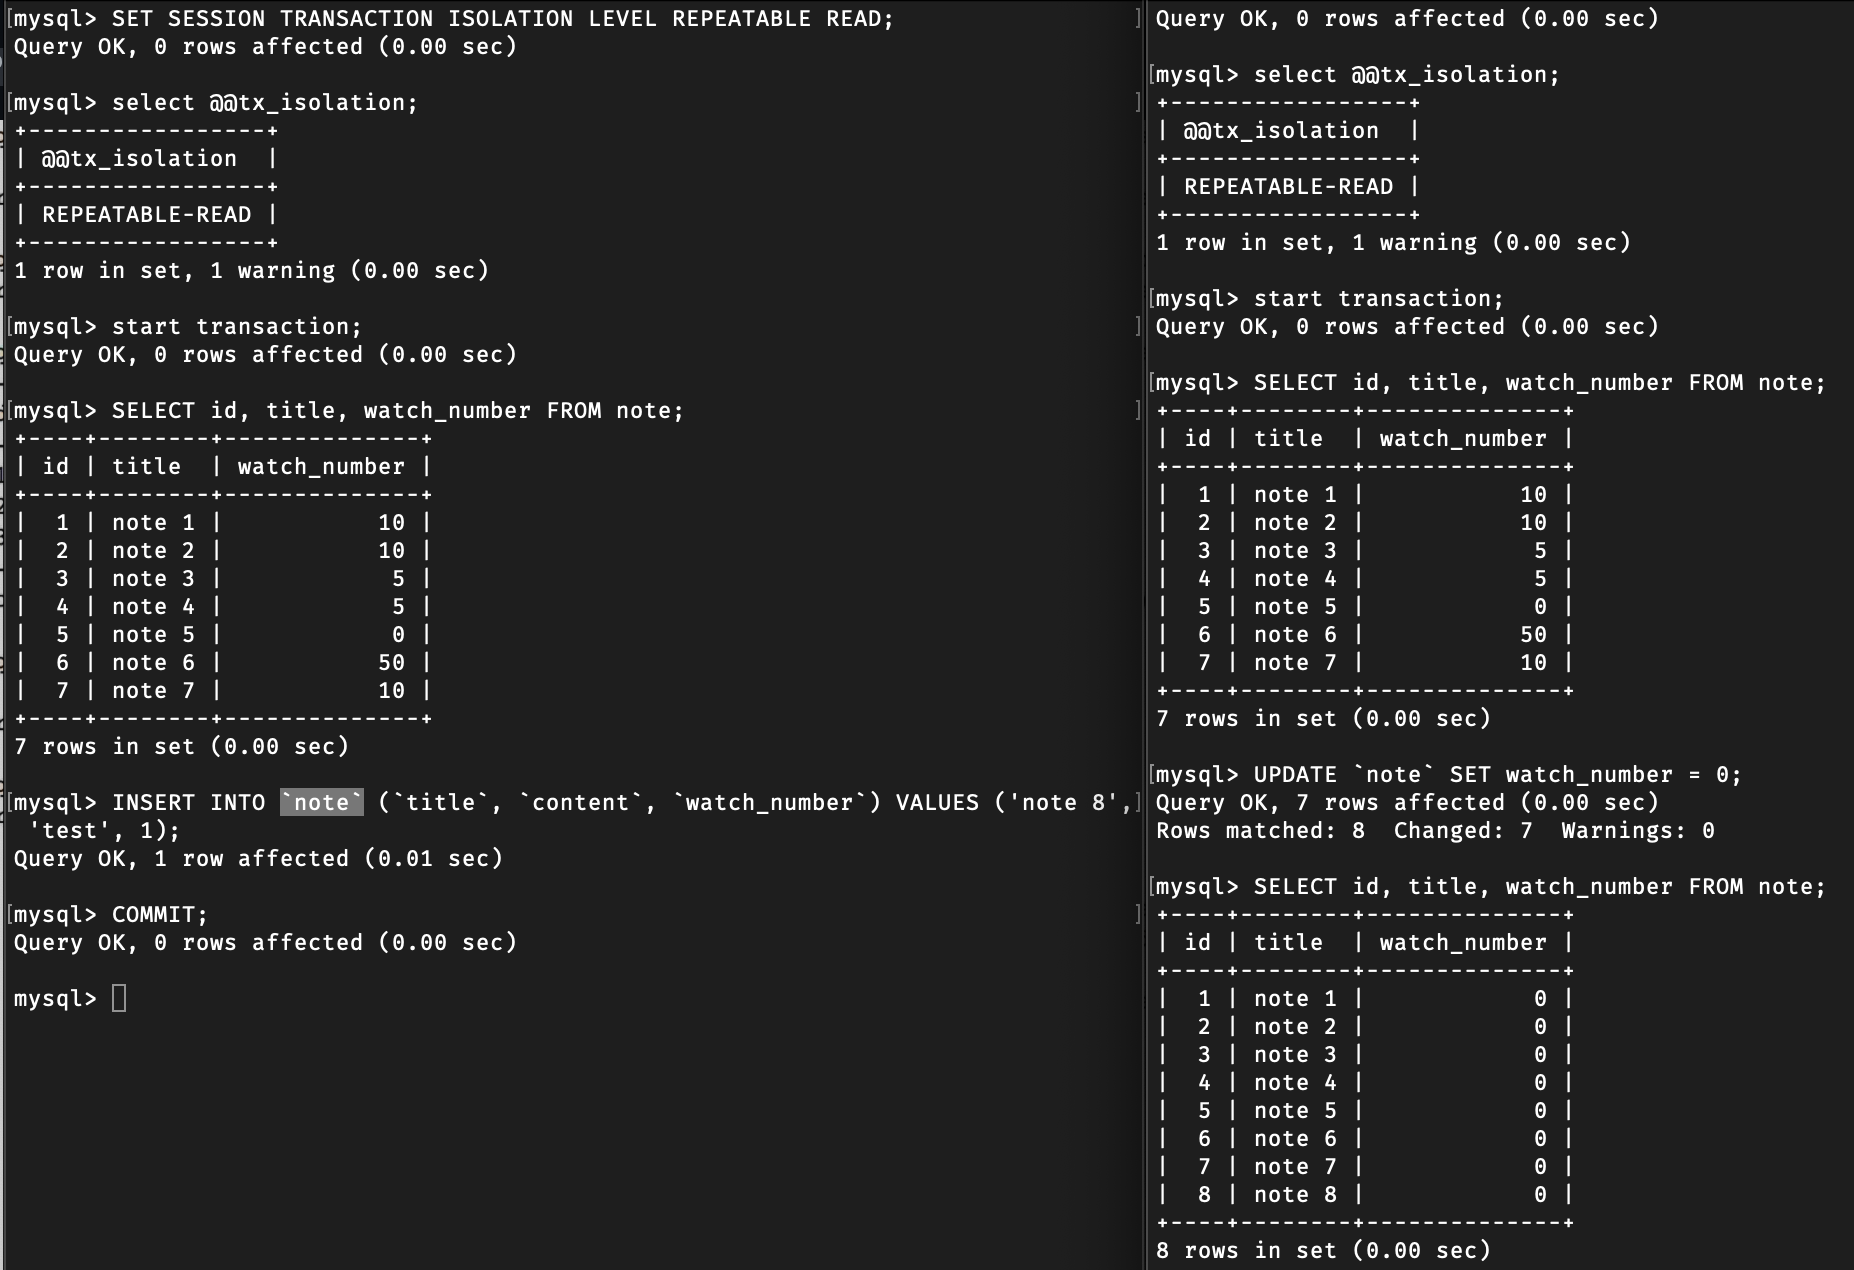 [mysql> SET SESSION TRANSACTION ISOLATION LEVEL REPEATABLE READ; ]
Query OK, 0 rows affected (0.00 sec)

[mysql> select @@tx_isolation; ]
+-----------------+
| @@tx_isolation  |
+-----------------+
| REPEATABLE-READ |
+-----------------+
1 row in set, 1 warning (0.00 sec)

[mysql> start transaction; ]
Query OK, 0 rows affected (0.00 sec)

[mysql> SELECT id, title, watch_number FROM note; ]
+----+--------+--------------+
| id | title  | watch_number |
+----+--------+--------------+
|  1 | note 1 |           10 |
|  2 | note 2 |           10 |
|  3 | note 3 |            5 |
|  4 | note 4 |            5 |
|  5 | note 5 |            0 |
|  6 | note 6 |           50 |
|  7 | note 7 |           10 |
+----+--------+--------------+
7 rows in set (0.00 sec)

[mysql> INSERT INTO `note` (`title`, `content`, `watch_number`) VALUES ('note 8',]
 'test', 1);
Query OK, 1 row affected (0.01 sec)

[mysql> COMMIT; ]
Query OK, 0 rows affected (0.00 sec)

mysql>

Query OK, 0 rows affected (0.00 sec)

[mysql> select @@tx_isolation;
+-----------------+
| @@tx_isolation  |
+-----------------+
| REPEATABLE-READ |
+-----------------+
1 row in set, 1 warning (0.00 sec)

[mysql> start transaction;
Query OK, 0 rows affected (0.00 sec)

[mysql> SELECT id, title, watch_number FROM note;
+----+--------+--------------+
| id | title  | watch_number |
+----+--------+--------------+
|  1 | note 1 |           10 |
|  2 | note 2 |           10 |
|  3 | note 3 |            5 |
|  4 | note 4 |            5 |
|  5 | note 5 |            0 |
|  6 | note 6 |           50 |
|  7 | note 7 |           10 |
+----+--------+--------------+
7 rows in set (0.00 sec)

[mysql> UPDATE `note` SET watch_number = 0;
Query OK, 7 rows affected (0.00 sec)
Rows matched: 8  Changed: 7  Warnings: 0

[mysql> SELECT id, title, watch_number FROM note;
+----+--------+--------------+
| id | title  | watch_number |
+----+--------+--------------+
|  1 | note 1 |            0 |
|  2 | note 2 |            0 |
|  3 | note 3 |            0 |
|  4 | note 4 |            0 |
|  5 | note 5 |            0 |
|  6 | note 6 |            0 |
|  7 | note 7 |            0 |
|  8 | note 8 |            0 |
+----+--------+--------------+
8 rows in set (0.00 sec)